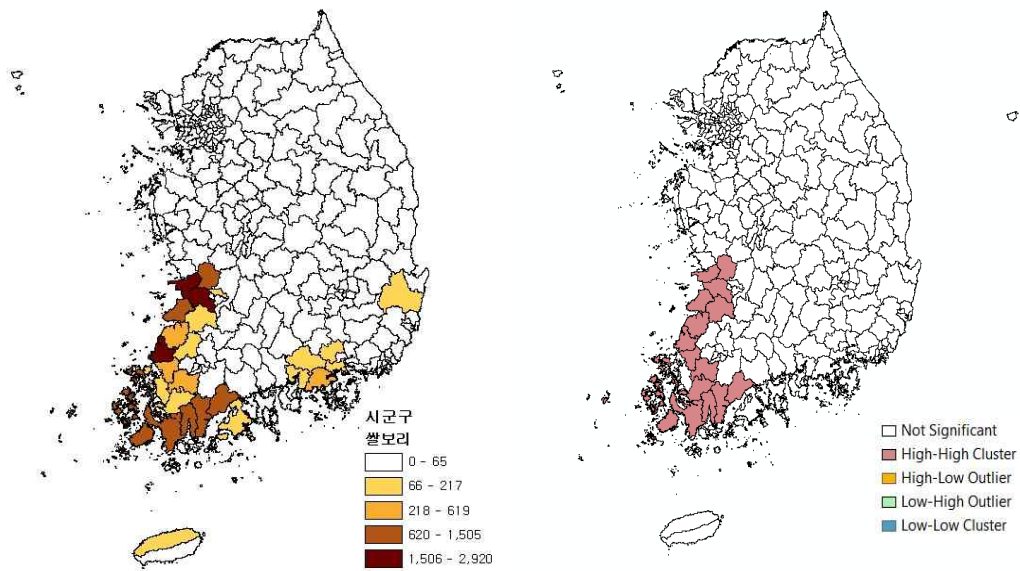 시군구
쌀보리
0 - 65
66 - 217
218 - 619
620 - 1,505
1,506 - 2,920
Not Significant
High-High Cluster
High-Low Outlier
Low-High Outlier
Low-Low Cluster